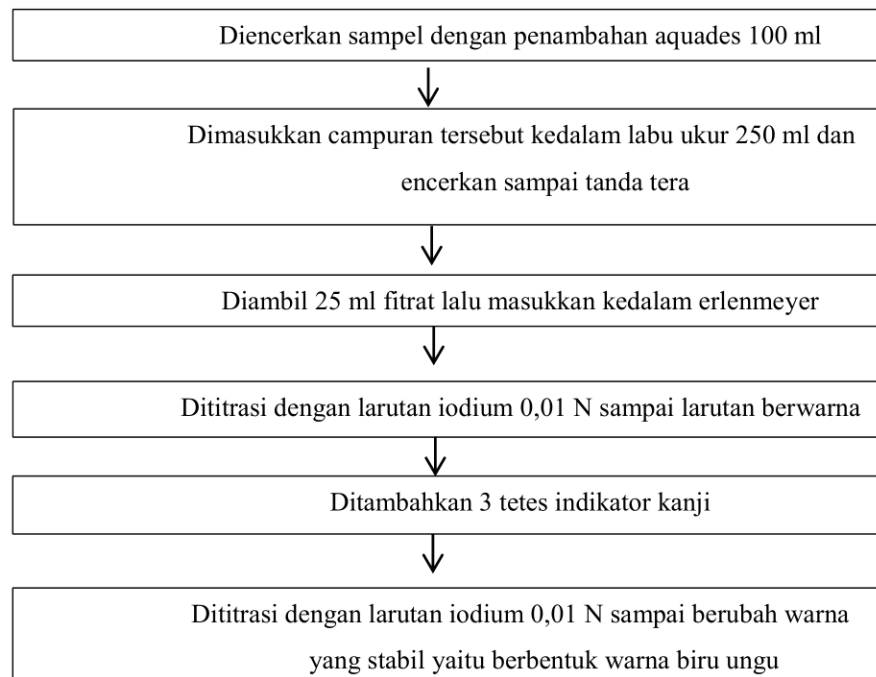 Diencerkan sampel dengan penambahan aquades 100 ml
Dimasukkan campuran tersebut kedalam labu ukur 250 ml dan
encerkan sampai tanda tera
Diambil 25 ml fitrat lalu masukkan kedalam erlenmeyer
Dititrasi dengan larutan iodium 0,01 N sampai larutan berwarna
Ditambahkan 3 tetes indikator kanji
Dititrasi dengan larutan iodium 0,01 N sampai berubah warna
yang stabil yaitu berbentuk warna biru ungu